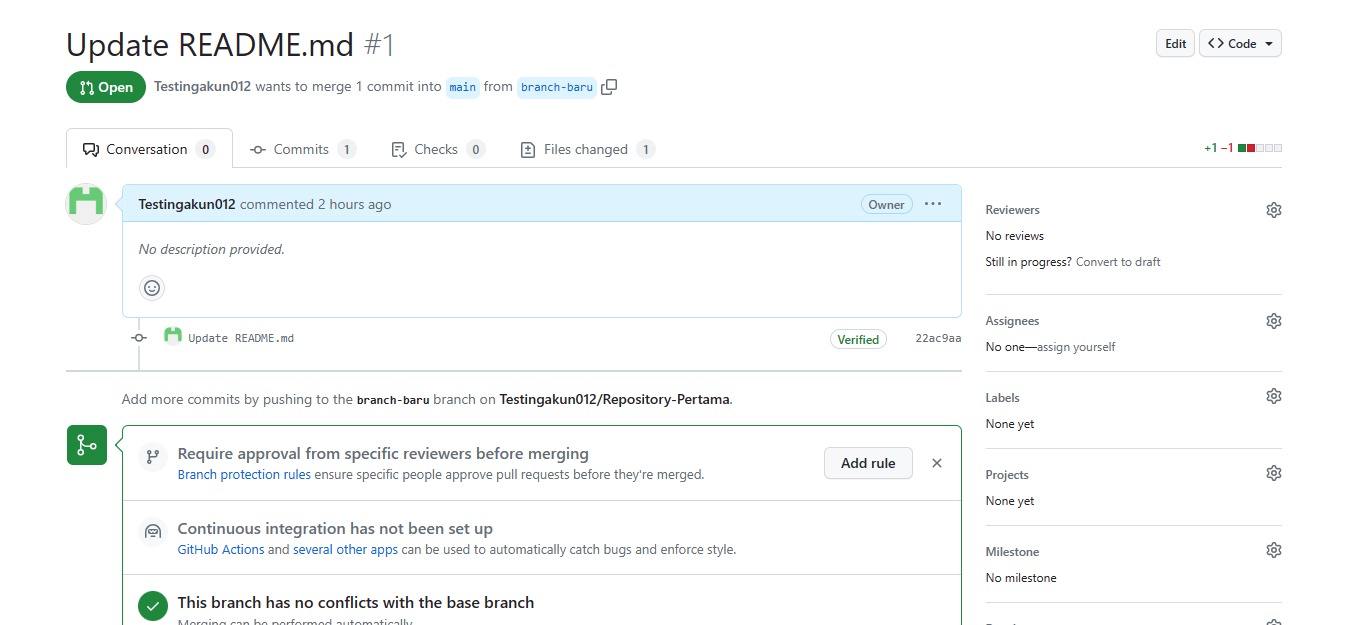 Update README.md #1
Edit
Code
Open
Testingakun012 wants to merge 1 commit into main from branch-baru
Conversation 0
Commits 1
Checks 0
Files changed 1
+1 −1
Testingakun012 commented 2 hours ago
Owner
No description provided.
Update README.md
Verified
22ac9aa
Add more commits by pushing to the branch-baru branch on Testingakun012/Repository-Pertama.
Require approval from specific reviewers before merging
Branch protection rules ensure specific people approve pull requests before they're merged.
Add rule
Continuous integration has not been set up
GitHub Actions and several other apps can be used to automatically catch bugs and enforce style.
This branch has no conflicts with the base branch
Merging can be performed automatically.
Reviewers
No reviews
Still in progress? Convert to draft
Assignees
No one—assign yourself
Labels
None yet
Projects
None yet
Milestone
No milestone